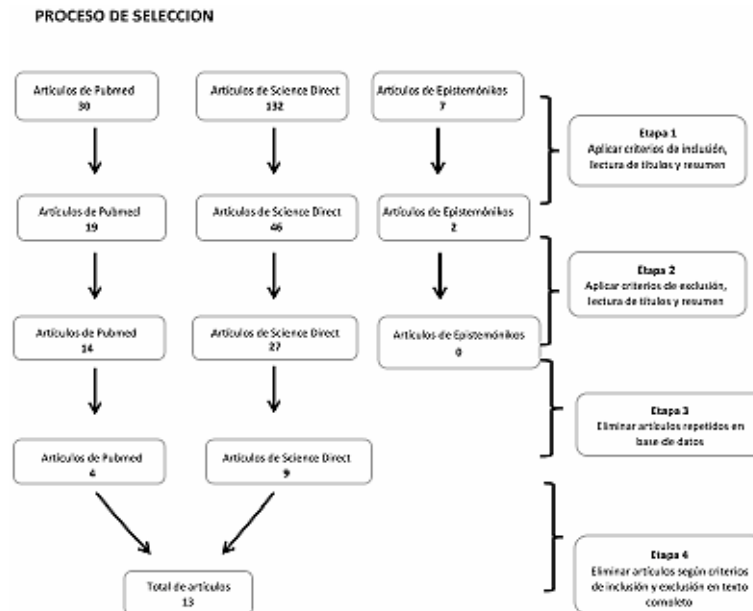 PROCESO DE SELECCION
Artículos de Pubmed
30
Artículos de Science Direct
132
Artículos de Epistemónikos
7
Etapa 1
Aplicar criterios de inclusión,
lectura de títulos y resumen
Artículos de Pubmed
19
Artículos de Science Direct
46
Artículos de Epistemónikos
2
Etapa 2
Aplicar criterios de exclusión,
lectura de títulos y resumen
Artículos de Pubmed
14
Artículos de Science Direct
27
Artículos de Epistemónikos
0
Etapa 3
Eliminar artículos repetidos en
base de datos
Artículos de Pubmed
4
Artículos de Science Direct
9
Etapa 4
Eliminar artículos según criterios
de inclusión y exclusión en texto
completo
Total de artículos
13